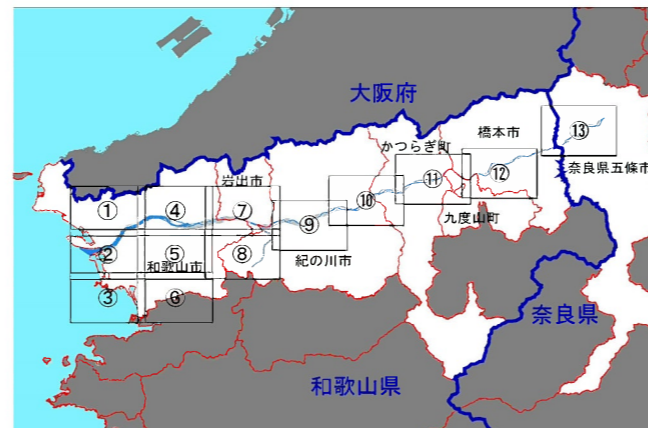 大阪府
橋本市
⑬
かつらぎ町
奈良県五條市
岩出市
⑪
⑫
①
④
⑦
⑩
九度山町
⑨
②
⑤
⑧
和歌山市
紀の川市
③
⑥
奈良県
和歌山県